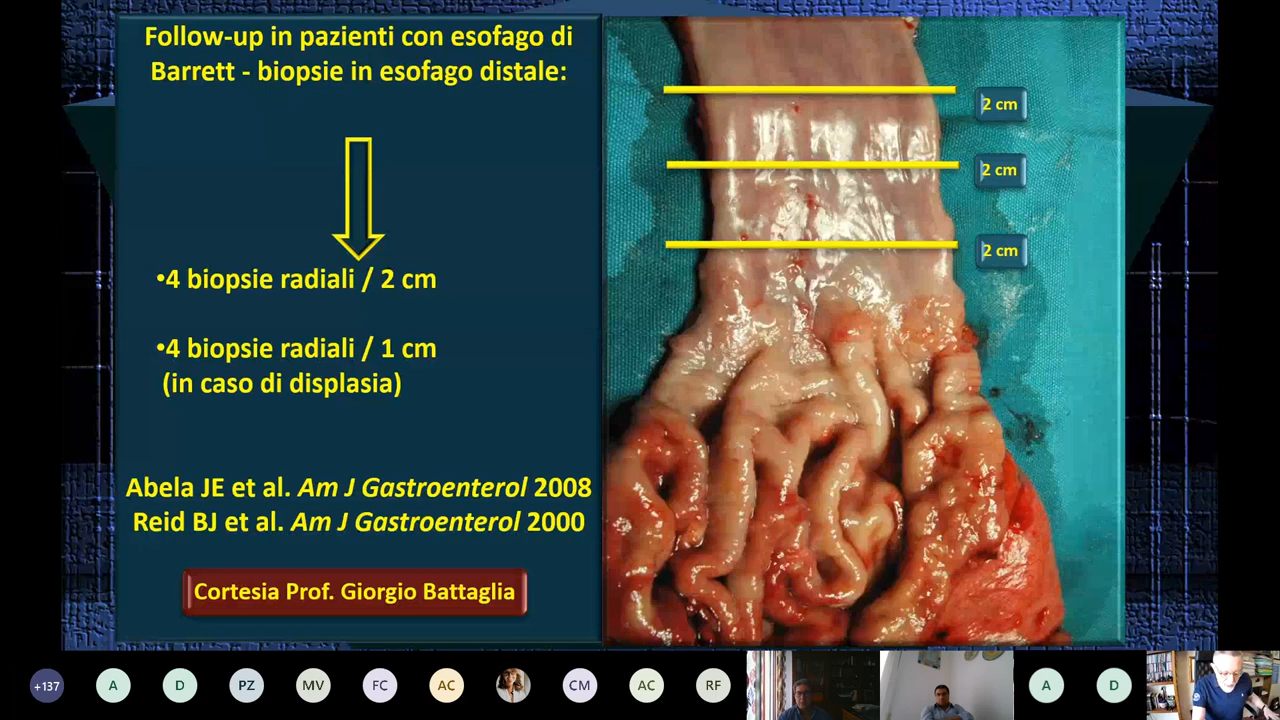 Follow-up in pazienti con esofago di
Barrett - biopsie in esofago distale:
•4 biopsie radiali / 2 cm
•4 biopsie radiali / 1 cm
(in caso di displasia)
Abela JE et al. Am J Gastroenterol 2008
Reid BJ et al. Am J Gastroenterol 2000
Cortesia Prof. Giorgio Battaglia
2 cm
2 cm
2 cm
+137
A
D
PZ
MV
FC
AC
CM
AC
RF
A
D